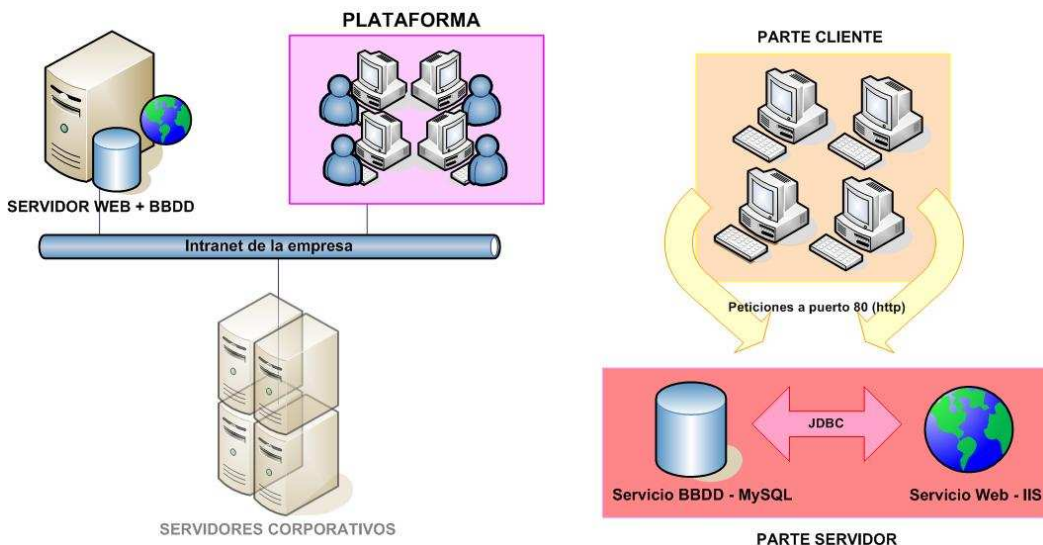 PLATAFORMA
SERVIDOR WEB + BBDD
Intranet de la empresa
SERVIDORES CORPORATIVOS
PARTE CLIENTE
Peticiones a puerto 80 (http)
JDBC
Servicio BBDD - MySQL
Servicio Web - IIS
PARTE SERVIDOR